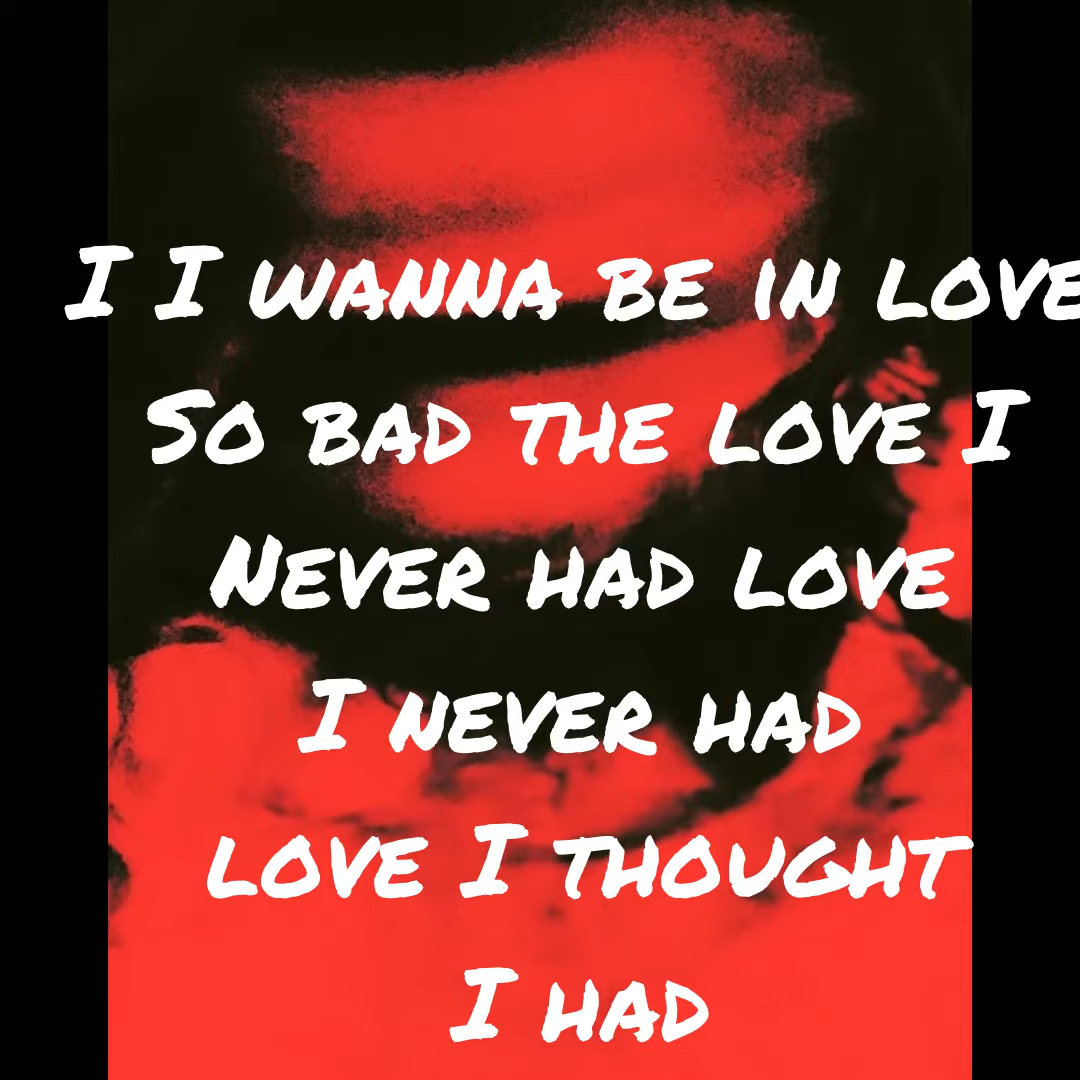 I I wanna be in love
So bad the love I
Never had love
I never had
love I thought
I had